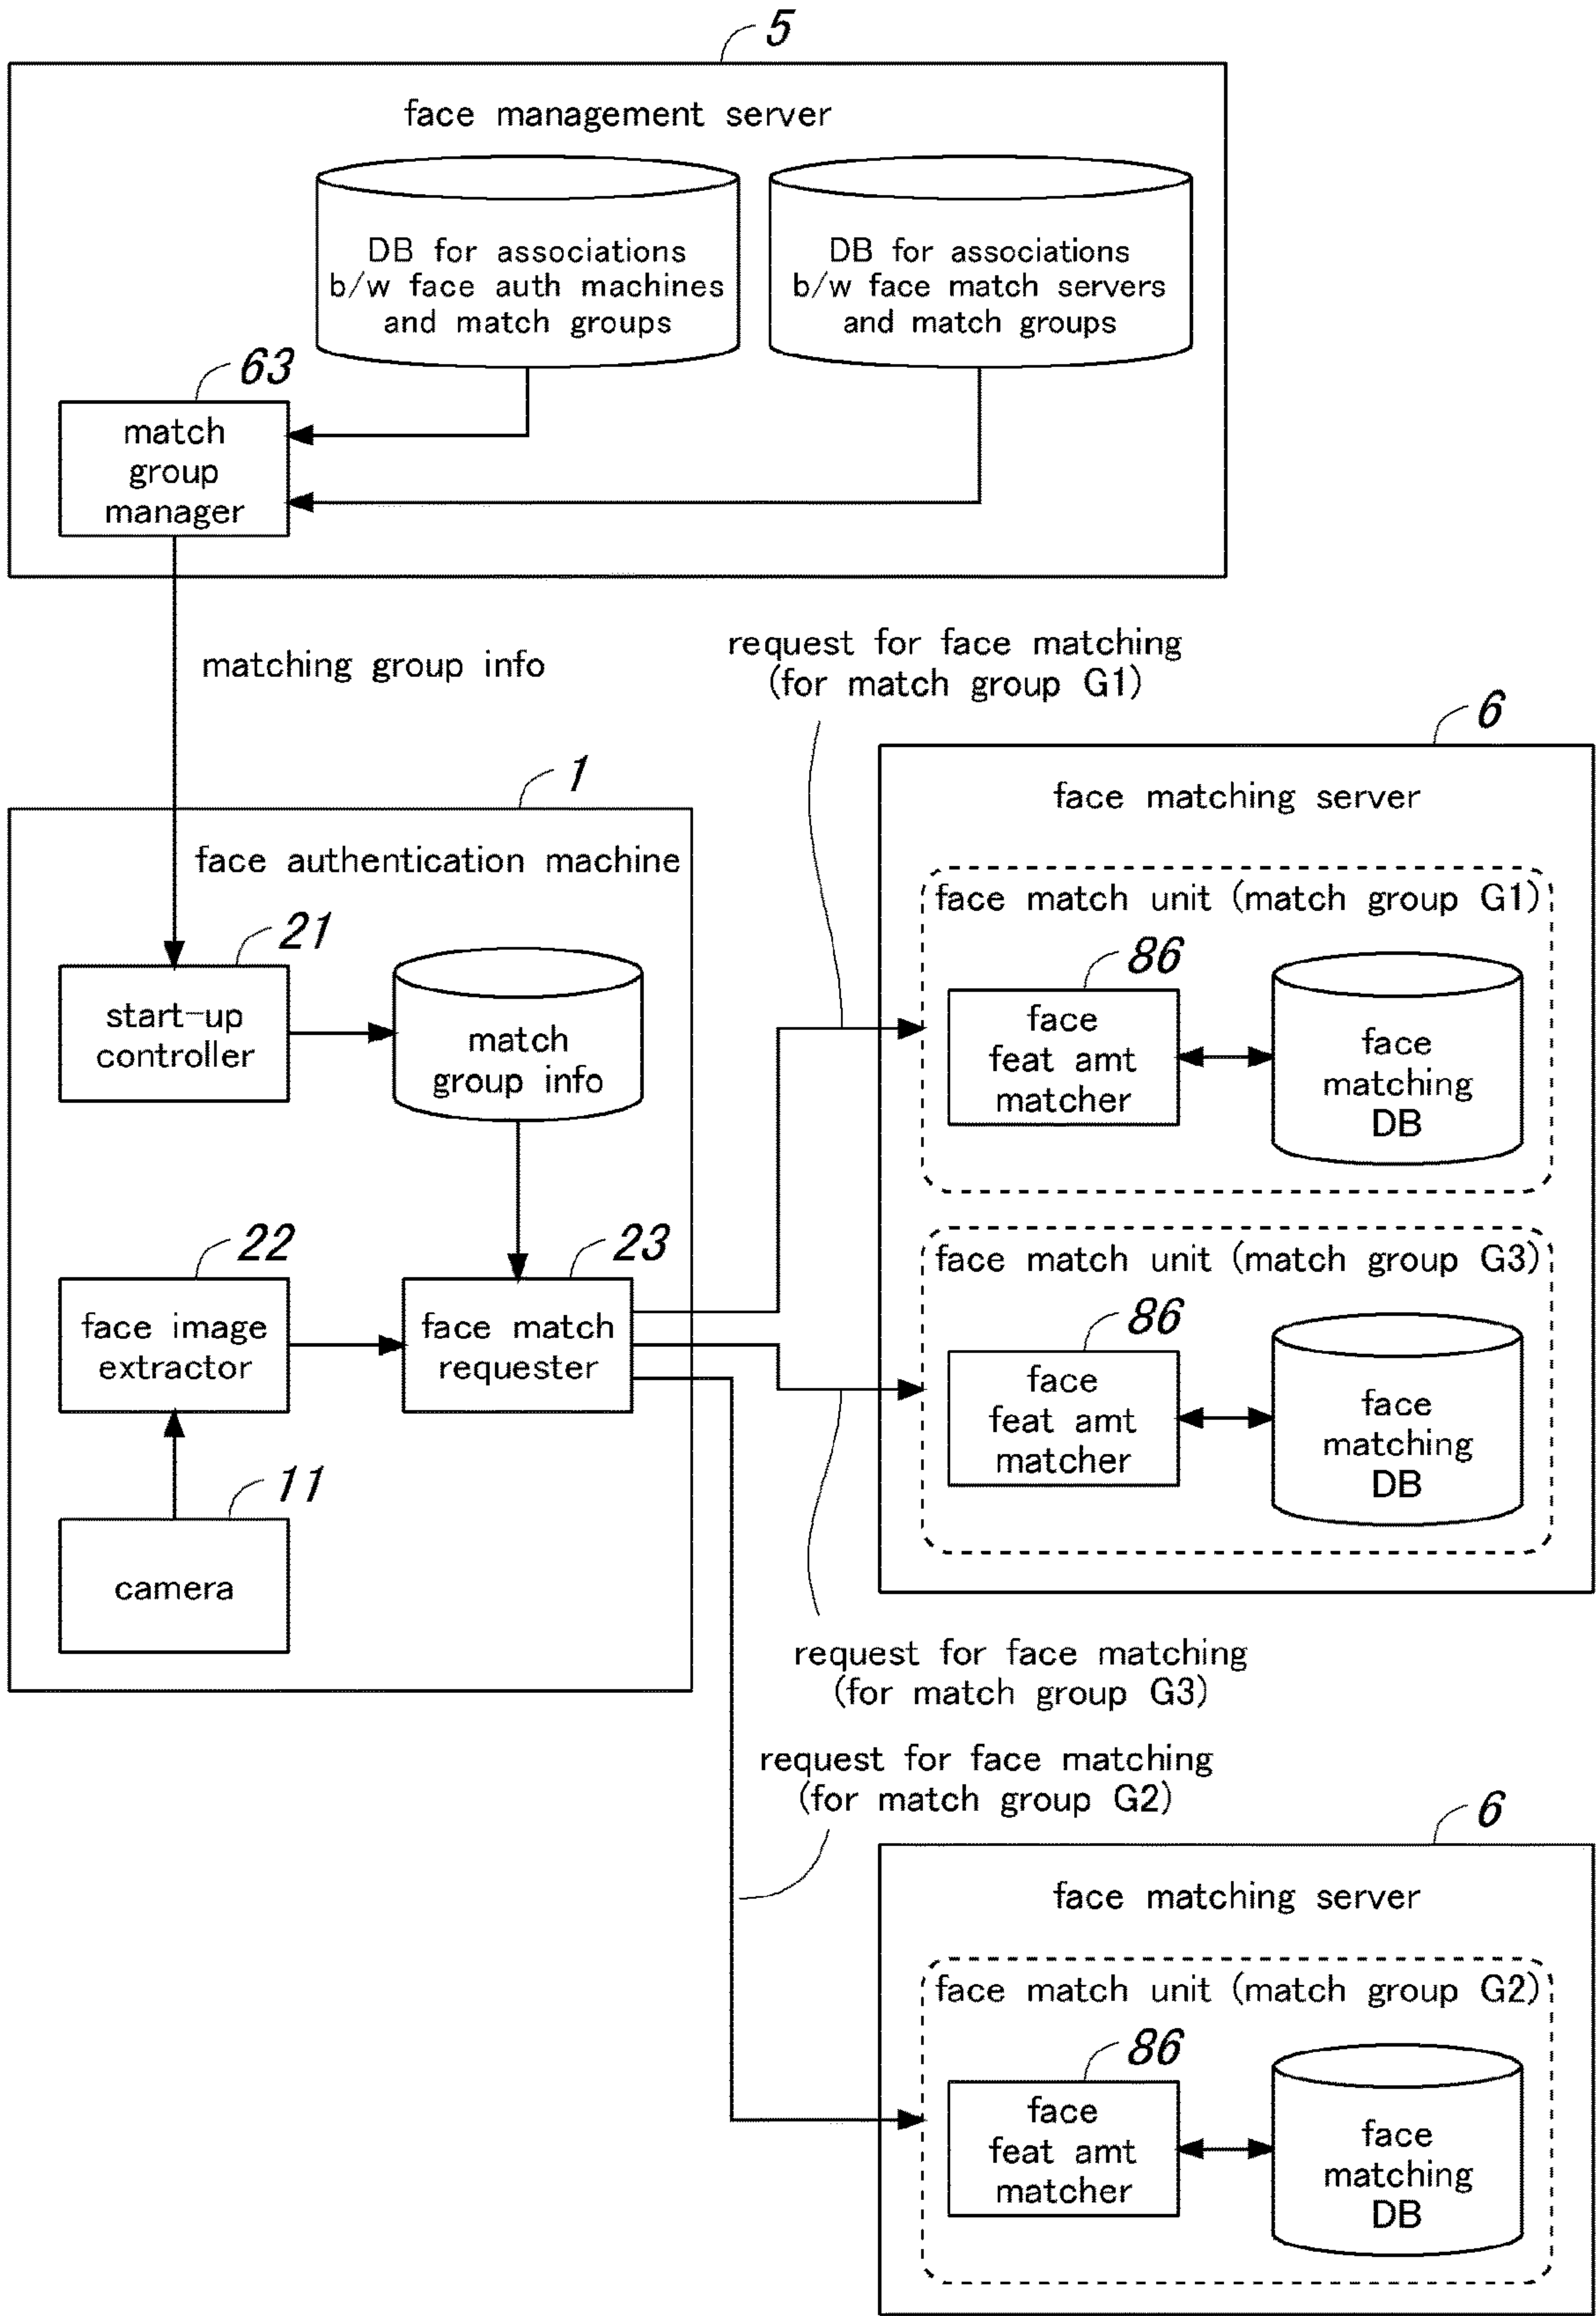 5
face management server
DB for associations
b/w face auth machines
and match groups
DB for associations
b/w face match servers
and match groups
63
match
group
manager
matching group info
request for face matching
(for match group G1)
1
face authentication machine
21
start-up
controller
match
group info
22
face image
extractor
23
face match
requester
11
camera
6
face matching server
face match unit (match group G1)
86
face
feat amt
matcher
face
matching
DB
face match unit (match group G3)
86
face
feat amt
matcher
face
matching
DB
request for face matching
(for match group G3)
request for face matching
(for match group G2)
6
face matching server
face match unit (match group G2)
86
face
feat amt
matcher
face
matching
DB